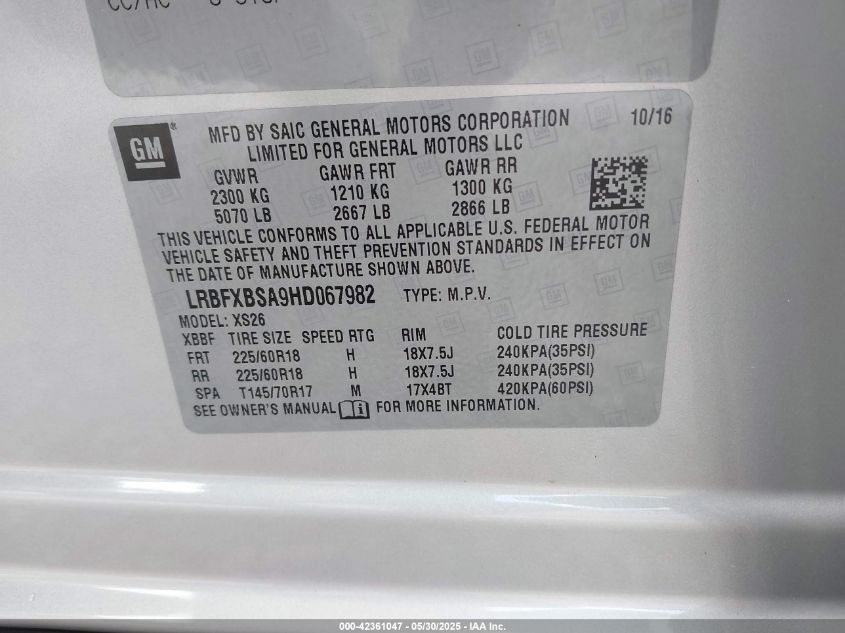 GM
MFD BY SAIC GENERAL MOTORS CORPORATION 10/16
LIMITED FOR GENERAL MOTORS LLC
GVWR GAWR FRT GAWR RR
2300 KG 1210 KG 1300 KG
5070 LB 2667 LB 2866 LB
THIS VEHICLE CONFORMS TO ALL APPLICABLE U.S. FEDERAL MOTOR
VEHICLE SAFETY AND THEFT PREVENTION STANDARDS IN EFFECT ON
THE DATE OF MANUFACTURE SHOWN ABOVE.
LRBFXBSA9HD067982 TYPE: M.P.V.
MODEL: XS26
XBBF TIRE SIZE SPEED RTG RIM COLD TIRE PRESSURE
FRT 225/60R18 H 18X7.5J 240KPA(35PSI)
RR 225/60R18 H 18X7.5J 240KPA(35PSI)
SPA T145/70R17 M 17X4BT 420KPA(60PSI)
SEE OWNER'S MANUAL FOR MORE INFORMATION.
000-42361047 - 05/30/2025 - IAA Inc.